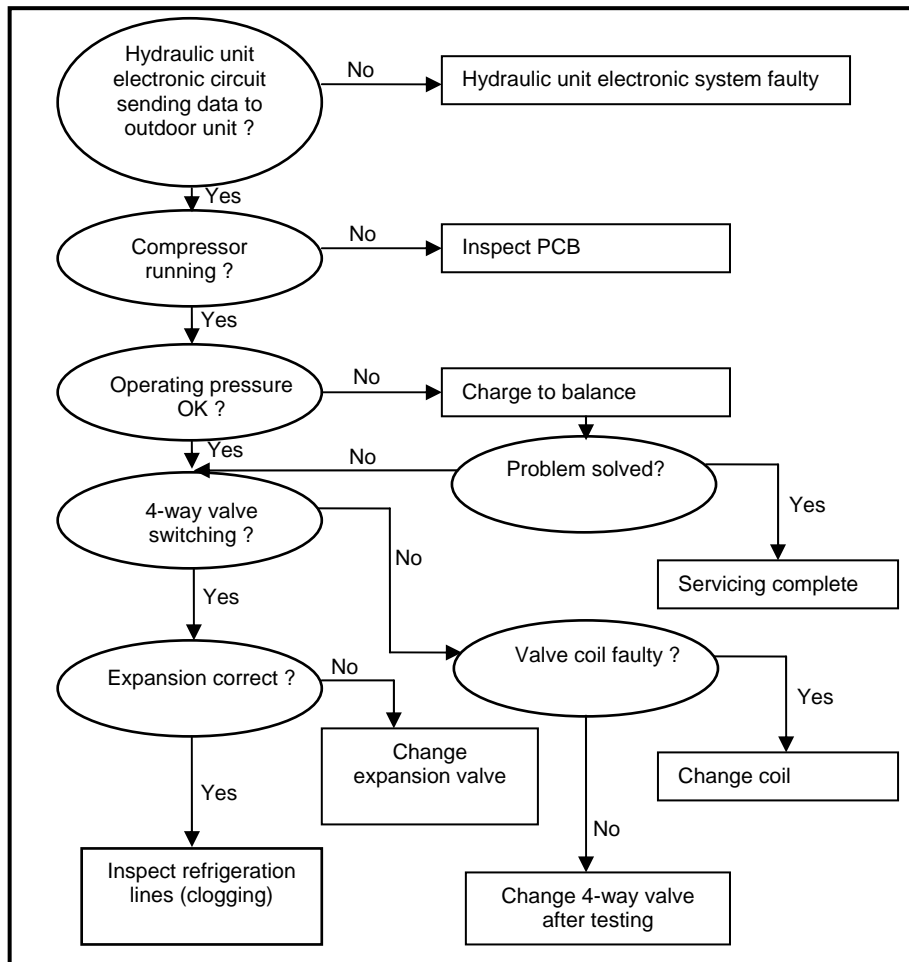 Hydraulic unit
electronic circuit
sending data to
outdoor unit ?
No
Hydraulic unit electronic system faulty
Yes
Compressor
running ?
No
Inspect PCB
Yes
Operating pressure
OK ?
No
Charge to balance
Yes
No
Problem solved?
Yes
4-way valve
switching ?
No
Servicing complete
Yes
Expansion correct ?
No
Valve coil faulty ?
Yes
Change
expansion valve
Change coil
Yes
No
Inspect refrigeration
lines (clogging)
Change 4-way valve
after testing